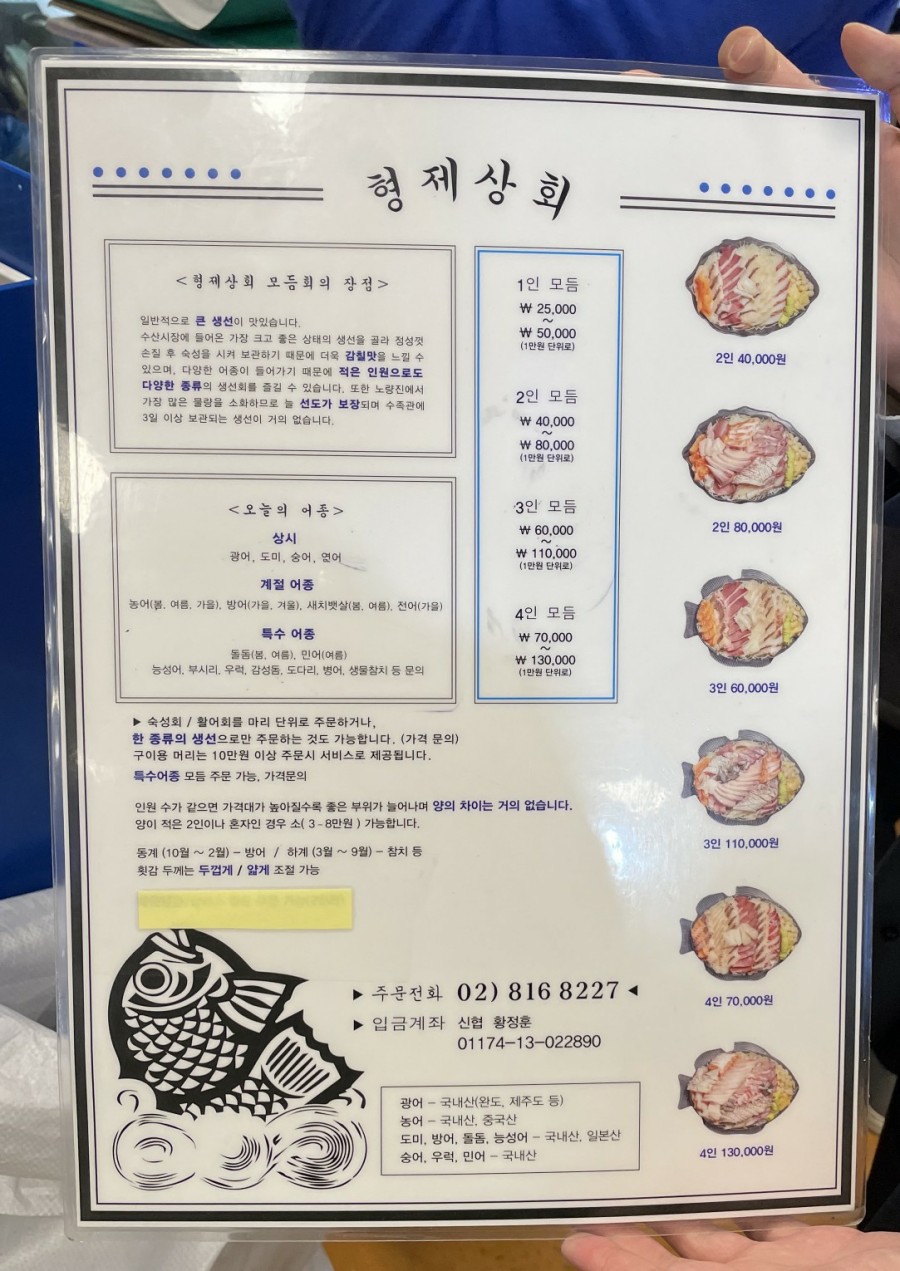 형제상회
<형제상회 모듬회의 장점>
일반적으로 큰 생선이 맛있습니다.
수산시장에 들어온 가장 크고 좋은 상태의 생선을 골라 정성껏
손질 후 숙성을 시켜 보관하기 때문에 더욱 감칠맛을 느낄 수
있으며, 다양한 어종이 들어가기 때문에 적은 인원으로도
다양한 종류의 생선회를 즐길 수 있습니다. 또한 노량진에서
가장 많은 물량을 소화하므로 늘 선도가 보장되며 수족관에
3일 이상 보관되는 생선이 거의 없습니다.
<오늘의 어종>
상시
광어, 도미, 숭어, 연어
계절 어종
농어(봄, 여름, 가을), 방어(가을, 겨울), 새치뱃살(봄, 여름), 전어(가을)
특수 어종
돌돔(봄, 여름), 민어(여름)
능성어, 부시리, 우럭, 감성돔, 도다리, 병어, 생물참치 등 문의
1인 모듬
₩ 25,000
~
₩ 50,000
(1만원 단위로)
2인 모듬
₩ 40,000
~
₩ 80,000
(1만원 단위로)
3인 모듬
₩ 60,000
~
₩ 110,000
(1만원 단위로)
4인 모듬
₩ 70,000
~
₩ 130,000
(1만원 단위로)
2인 40,000원
2인 80,000원
3인 60,000원
3인 110,000원
4인 70,000원
4인 130,000원
▶ 숙성회 / 활어회를 마리 단위로 주문하거나,
한 종류의 생선으로만 주문하는 것도 가능합니다. (가격 문의)
구이용 머리는 10만원 이상 주문시 서비스로 제공됩니다.
특수어종 모듬 주문 가능, 가격문의
인원 수가 같으면 가격대가 높아질수록 좋은 부위가 늘어나며 양의 차이는 거의 없습니다.
양이 적은 2인이나 혼자인 경우 소( 3 - 8만원 ) 가능합니다.
동계 (10월 ~ 2월) - 방어 / 하계 (3월 ~ 9월) - 참치 등
횟감 두께는 두껍게 / 얇게 조절 가능
▶ 주문전화 02) 816 8227 ◀
▶ 입금계좌 신협 황정훈
01174-13-022890
광어 - 국내산(완도, 제주도 등)
농어 - 국내산, 중국산
도미, 방어, 돌돔, 능성어 - 국내산, 일본산
숭어, 우럭, 민어 - 국내산